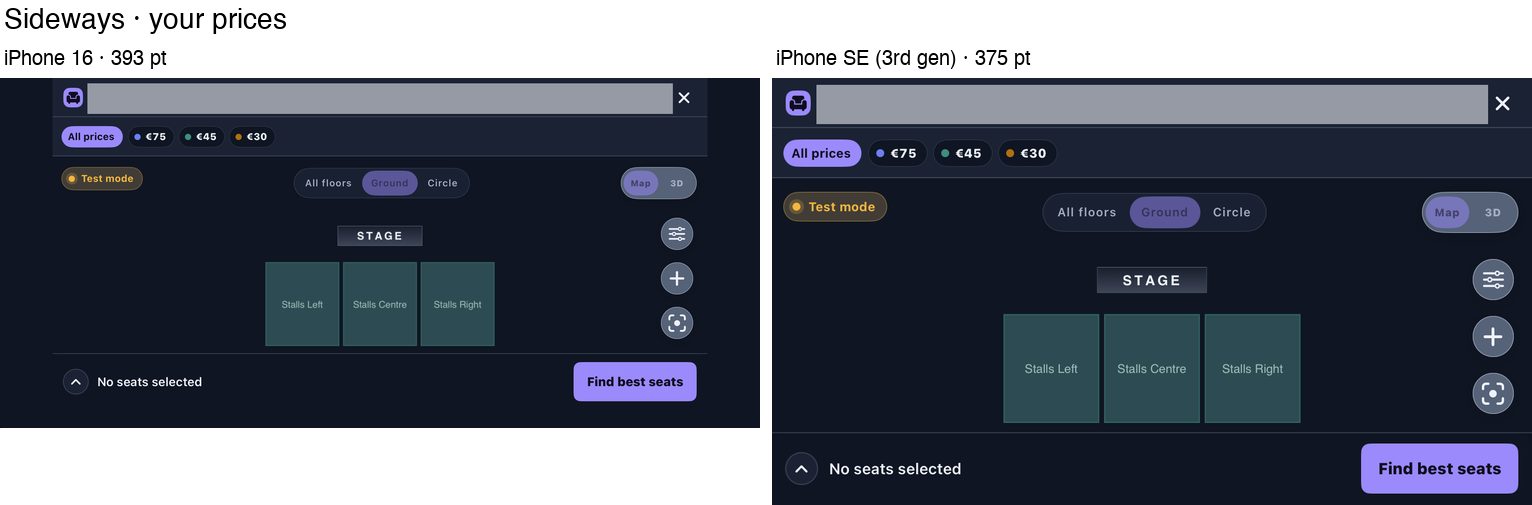 Sideways · your prices
iPhone 16 · 393 pt
All prices €75 €45 €30
Test mode
All floors Ground Circle
Map 3D
STAGE
Stalls Left Stalls Centre Stalls Right
No seats selected
Find best seats
iPhone SE (3rd gen) · 375 pt
All prices €75 €45 €30
Test mode
All floors Ground Circle
Map 3D
STAGE
Stalls Left Stalls Centre Stalls Right
No seats selected
Find best seats